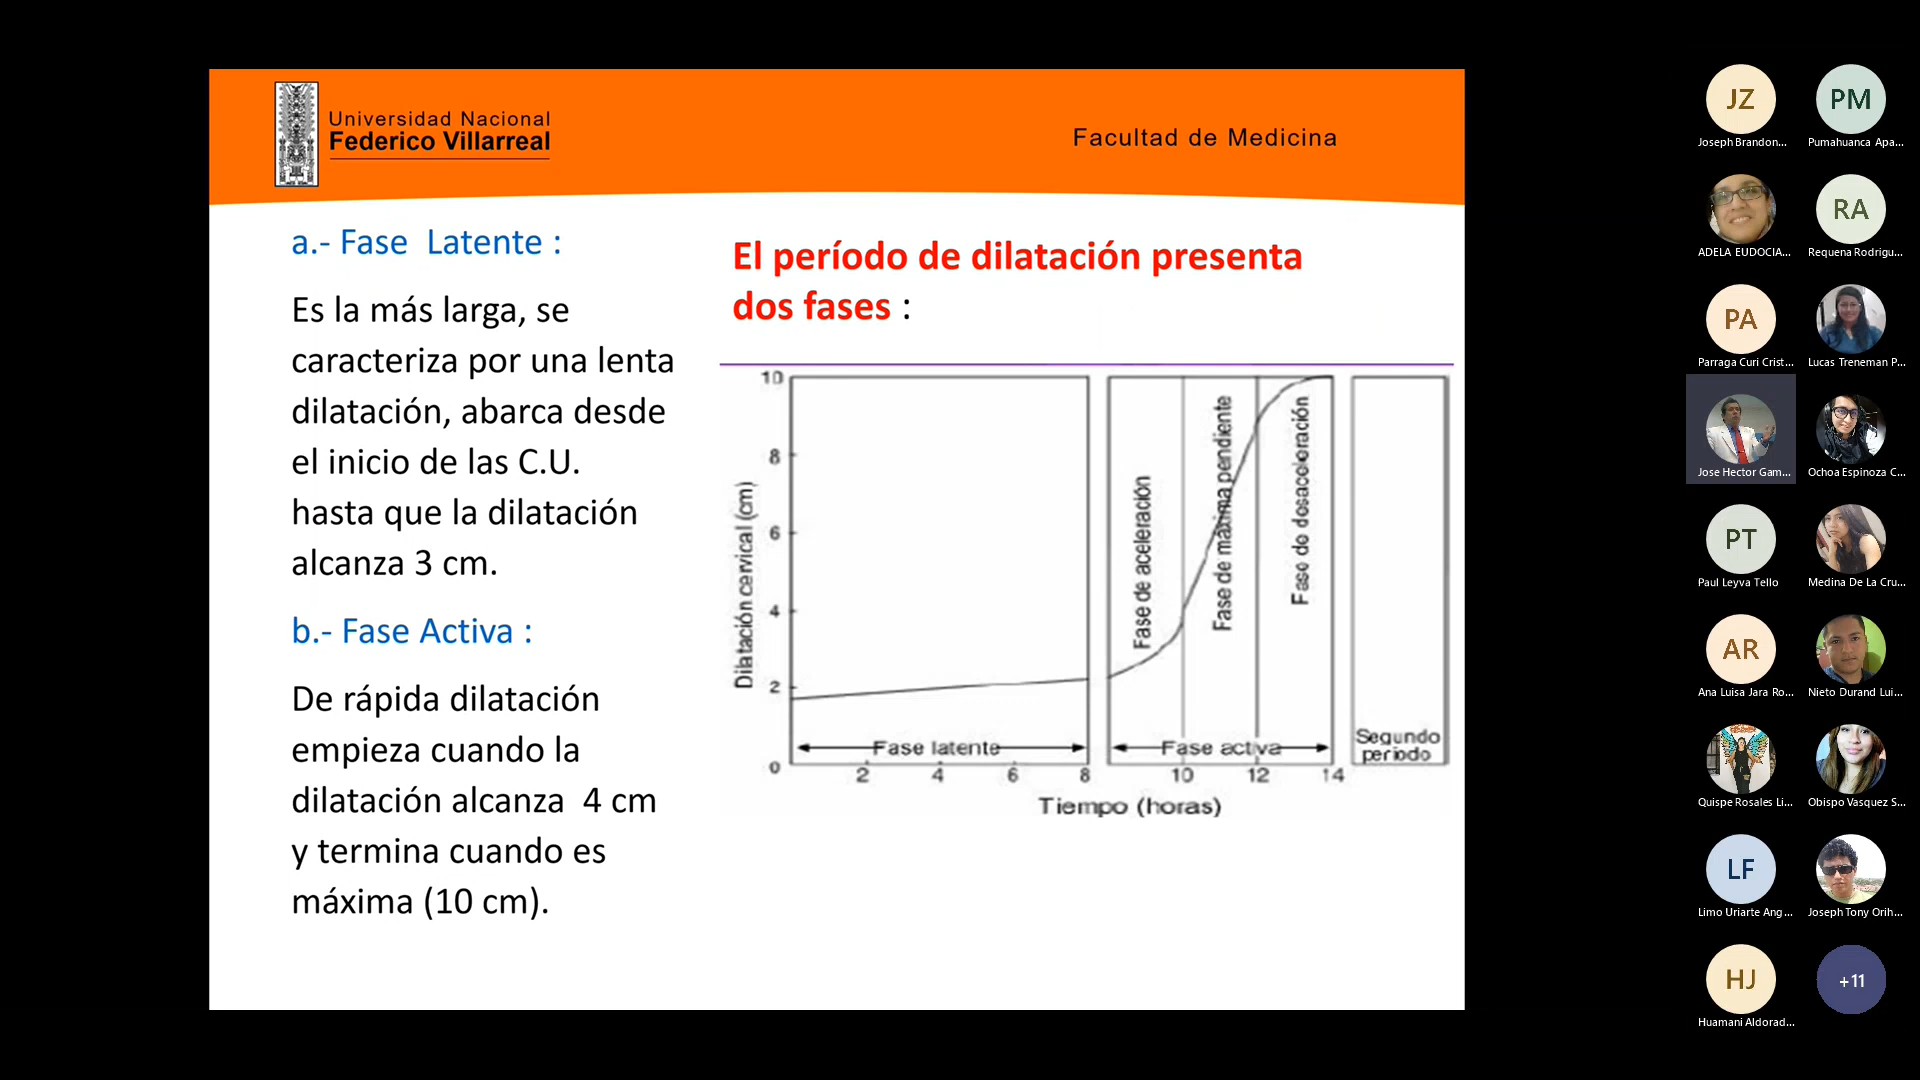 Universidad Nacional
Federico Villarreal
Facultad de Medicina
a.- Fase Latente :
Es la más larga, se
caracteriza por una lenta
dilatación, abarca desde
el inicio de las C.U.
hasta que la dilatación
alcanza 3 cm.
b.- Fase Activa :
De rápida dilatación
empieza cuando la
dilatación alcanza 4 cm
y termina cuando es
máxima (10 cm).
El período de dilatación presenta
dos fases :
Dilatación cervical (cm)
10
8
6
4
2
0
Fase de aceleración
Fase de máxima pendiente
Fase de desaceleración
Fase latente
Fase activa
Segundo
periodo
2 4 6 8 10 12 14
Tiempo (horas)
JZ
Joseph Brandon...
PM
Pumahuanca Apa...
ADELA EUDOCIA...
RA
Requena Rodrigu...
PA
Parraga Curi Crist...
Lucas Treneman P...
Jose Hector Gam...
Ochoa Espinoza C...
PT
Paul Leyva Tello
Medina De La Cru...
AR
Ana Luisa Jara Ro...
Nieto Durand Lui...
Quispe Rosales Li...
Obispo Vasquez S...
LF
Limo Uriarte Ang...
Joseph Tony Orih...
HJ
Huamani Aldorad...
+11